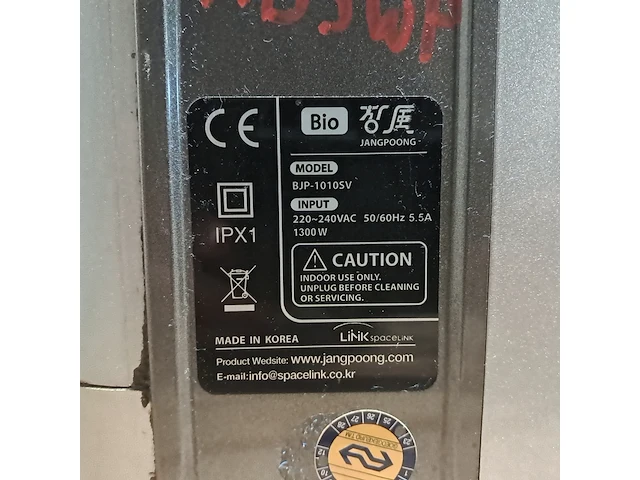 CE
Bio
JANGPOONG
MODEL
BJP-1010SV
INPUT
220~240VAC 50/60Hz 5.5A
1300W
IPX1
CAUTION
INDOOR USE ONLY.
UNPLUG BEFORE CLEANING
OR SERVICING.
MADE IN KOREA
LiNK SPACELINK
Product Wedsite: www.jangpoong.com
E-mail:info@spacelink.co.kr